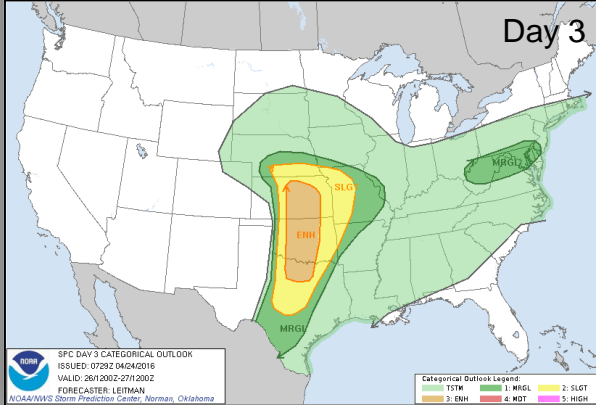 Day 3
MRGL
SLGT
ENH
MRGL
NOAA
SPC DAY 3 CATEGORICAL OUTLOOK
ISSUED: 0729Z 04/24/2016
VALID: 26/1200Z-27/1200Z
FORECASTER: LEITMAN
NOAA/NWS Storm Prediction Center, Norman, Oklahoma
Categorical Outlook Legend:
TSTM 1: MRGL 2: SLGT
3: ENH 4: MDT 5: HIGH